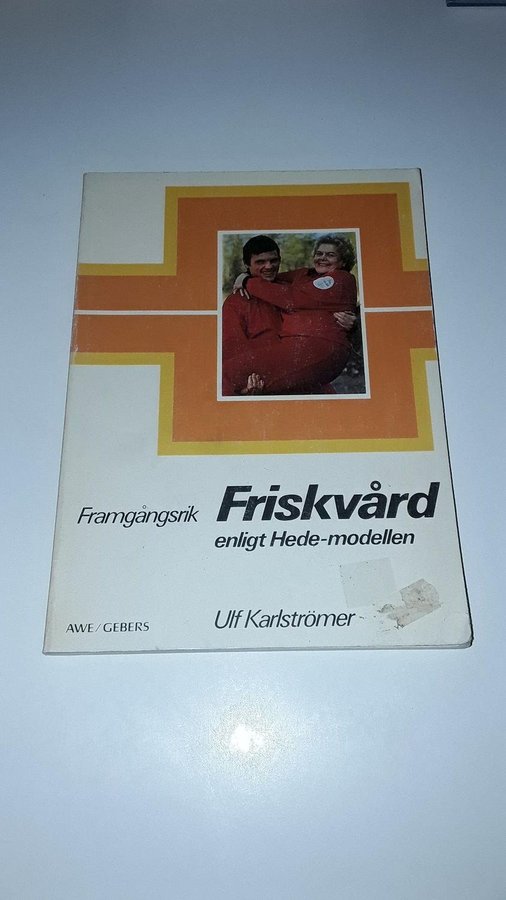 Framgångsrik Friskvård
enligt Hede-modellen
AWE/GEBERS
Ulf Karlströmer